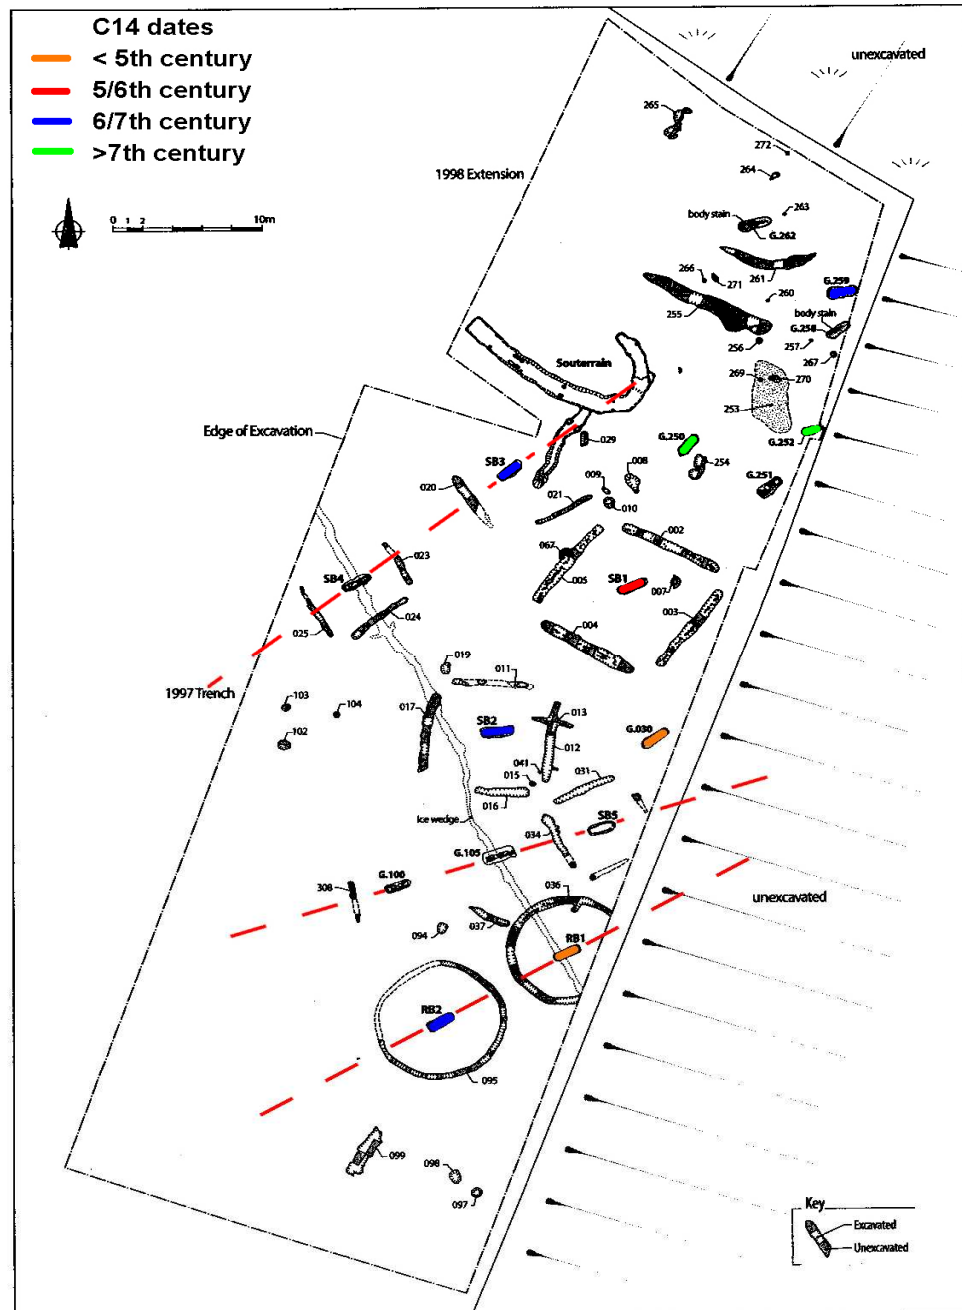 C14 dates
< 5th century
5/6th century
6/7th century
>7th century
0 1 2 10m
unexcavated
265
272
264
1998 Extension
263
body stain
G.262
261
266
271
G.259
260
255
body stain
G.258
256
257
267
Souterrain
269
270
253
Edge of Excavation
029
G.250
G.252
SB3
254
009
008
G.251
020
021
010
002
067
023
SB4
SB1
007
005
003
025
024
004
019
011
1997 Trench
103
104
017
013
SB2
G.030
102
012
041
015
031
016
Ice wedge
SB5
034
G.105
308
G.106
036
unexcavated
037
094
RB1
RB2
095
099
098
097
Key
Excavated
Unexcavated